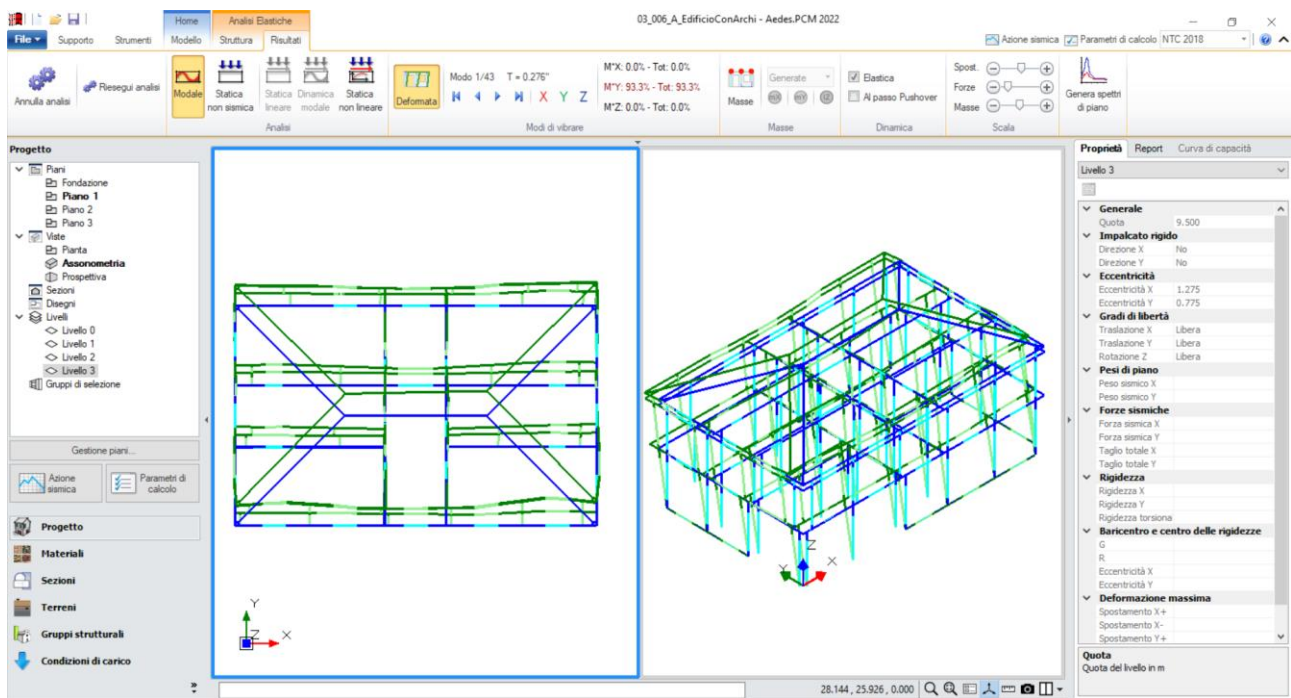 03_006_A_EdificioConArchi - Aedes.PCM 2022
Home Analisi Elastiche
File Supporto Strumenti Modello Struttura Risultati
Azione sismica Parametri di calcolo NTC 2018
Annulla analisi
Riesegui analisi
Modale
Statica non sismica
Statica lineare
Dinamica modale
Statica non lineare
Analisi
Deformata
Modo 1/43 T = 0.276"
X Y Z
M*X: 0.0% - Tot: 0.0%
M*Y: 93.3% - Tot: 93.3%
M*Z: 0.0% - Tot: 0.0%
Modi di vibrare
Masse
Generate
Masse
Elastica
Al passo Pushover
Dinamica
Spost.
Forze
Masse
Scala
Genera spettri di piano
Progetto
Piani
Fondazione
Piano 1
Piano 2
Piano 3
Viste
Pianta
Assonometria
Prospettiva
Sezioni
Disegni
Livelli
Livello 0
Livello 1
Livello 2
Livello 3
Gruppi di selezione
Gestione piani...
Azione sismica
Parametri di calcolo
Progetto
Materiali
Sezioni
Terreni
Gruppi strutturali
Condizioni di carico
Y
Z X
Z
Y X
28.144 , 25.926 , 0.000
Proprietà Report Curva di capacità
Livello 3
Generale
Quota 9.500
Impalcato rigido
Direzione X No
Direzione Y No
Eccentricità
Eccentricità X 1.275
Eccentricità Y 0.775
Gradi di libertà
Traslazione X Libera
Traslazione Y Libera
Rotazione Z Libera
Pesi di piano
Peso sismico X
Peso sismico Y
Forze sismiche
Forza sismica X
Forza sismica Y
Taglio totale X
Taglio totale Y
Rigidezza
Rigidezza X
Rigidezza Y
Rigidezza torsiona
Baricentro e centro delle rigidezze
G
R
Eccentricità X
Eccentricità Y
Deformazione massima
Spostamento X+
Spostamento X-
Spostamento Y+
Quota
Quota del livello in m